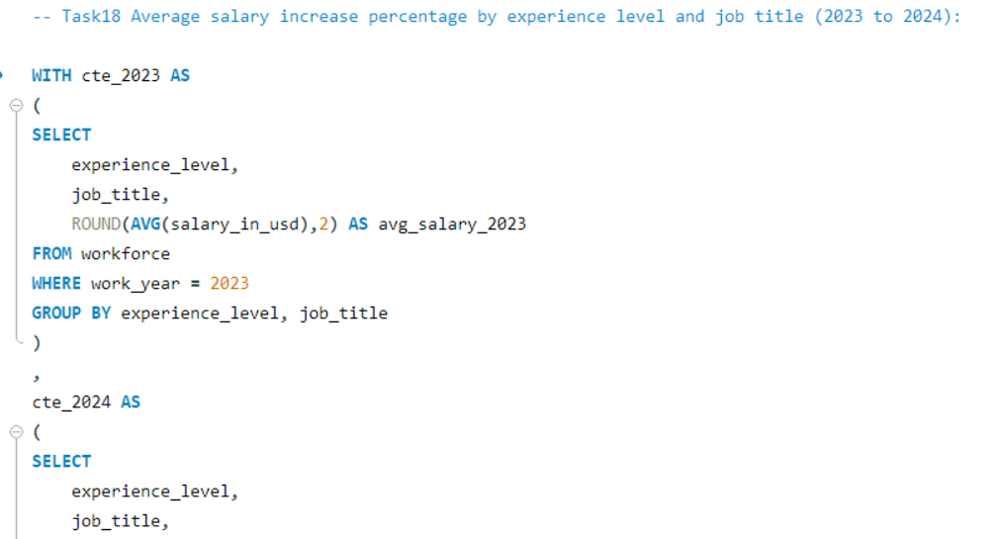 -- Task18 Average salary increase percentage by experience level and job title (2023 to 2024):
WITH cte_2023 AS
(
SELECT
experience_level,
job_title,
ROUND(AVG(salary_in_usd),2) AS avg_salary_2023
FROM workforce
WHERE work_year = 2023
GROUP BY experience_level, job_title
)
,
cte_2024 AS
(
SELECT
experience_level,
job_title,